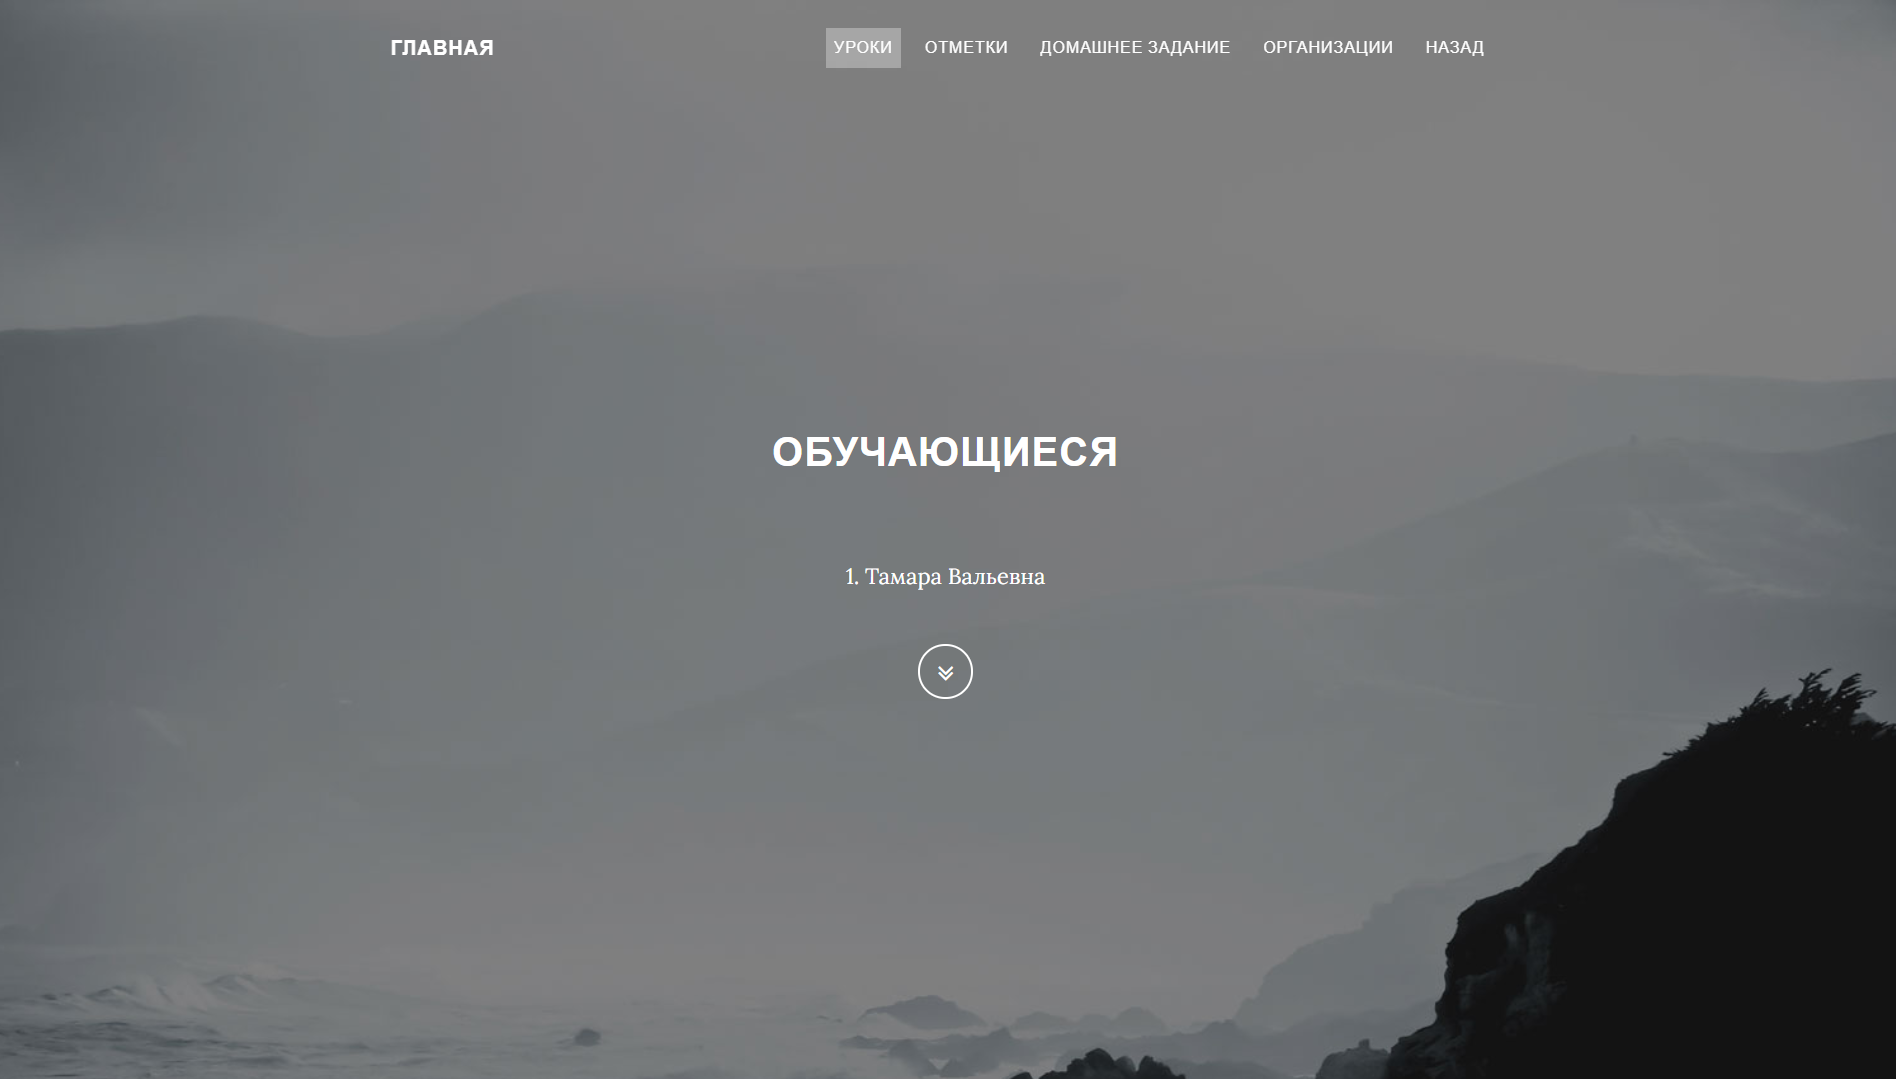 ГЛАВНАЯ
УРОКИ ОТМЕТКИ ДОМАШНЕЕ ЗАДАНИЕ ОРГАНИЗАЦИИ НАЗАД
ОБУЧАЮЩИЕСЯ
1. Тамара Вальевна